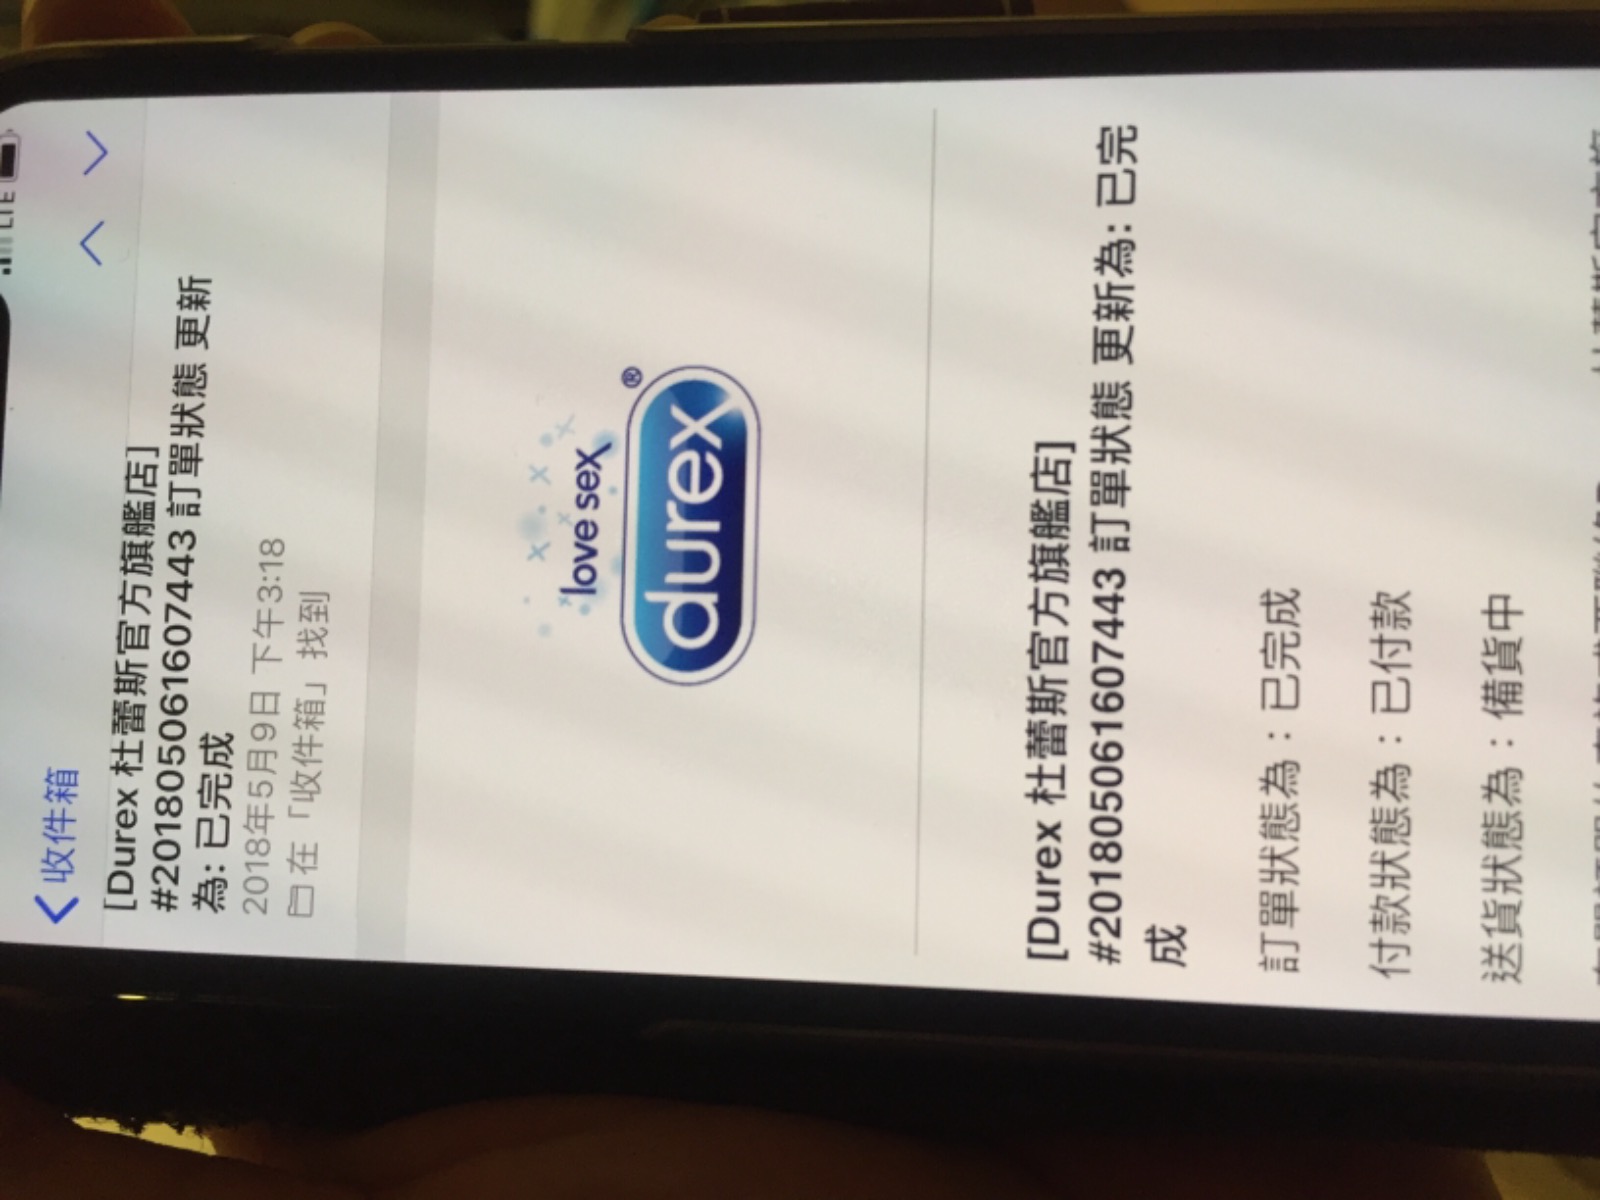 LTE
收件箱
[Durex 杜蕾斯官方旗艦店]
#20180506161607443 訂單狀態 更新
為: 已完成
2018年5月9日 下午3:18
在「收件箱」找到
love sex
durex®
[Durex 杜蕾斯官方旗艦店]
#20180506161607443 訂單狀態 更新為: 已完
成
訂單狀態為：已完成
付款狀態為：已付款
送貨狀態為：備貨中